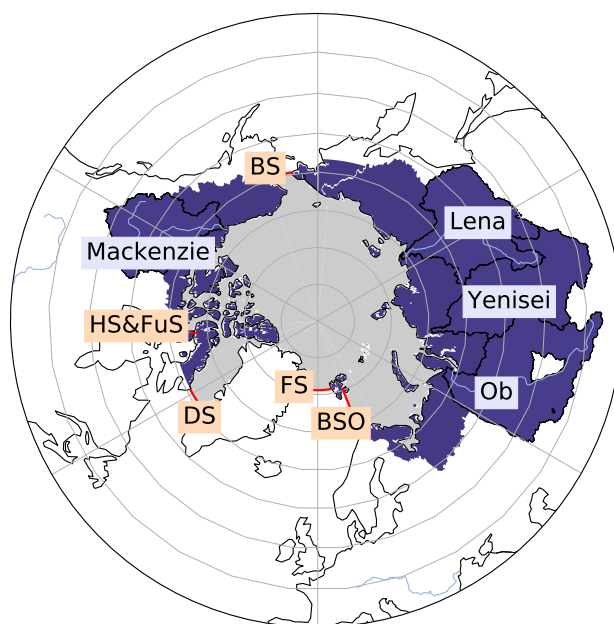 BS
Lena
Mackenzie
Yenisei
HS&FuS
FS
Ob
DS
BSO